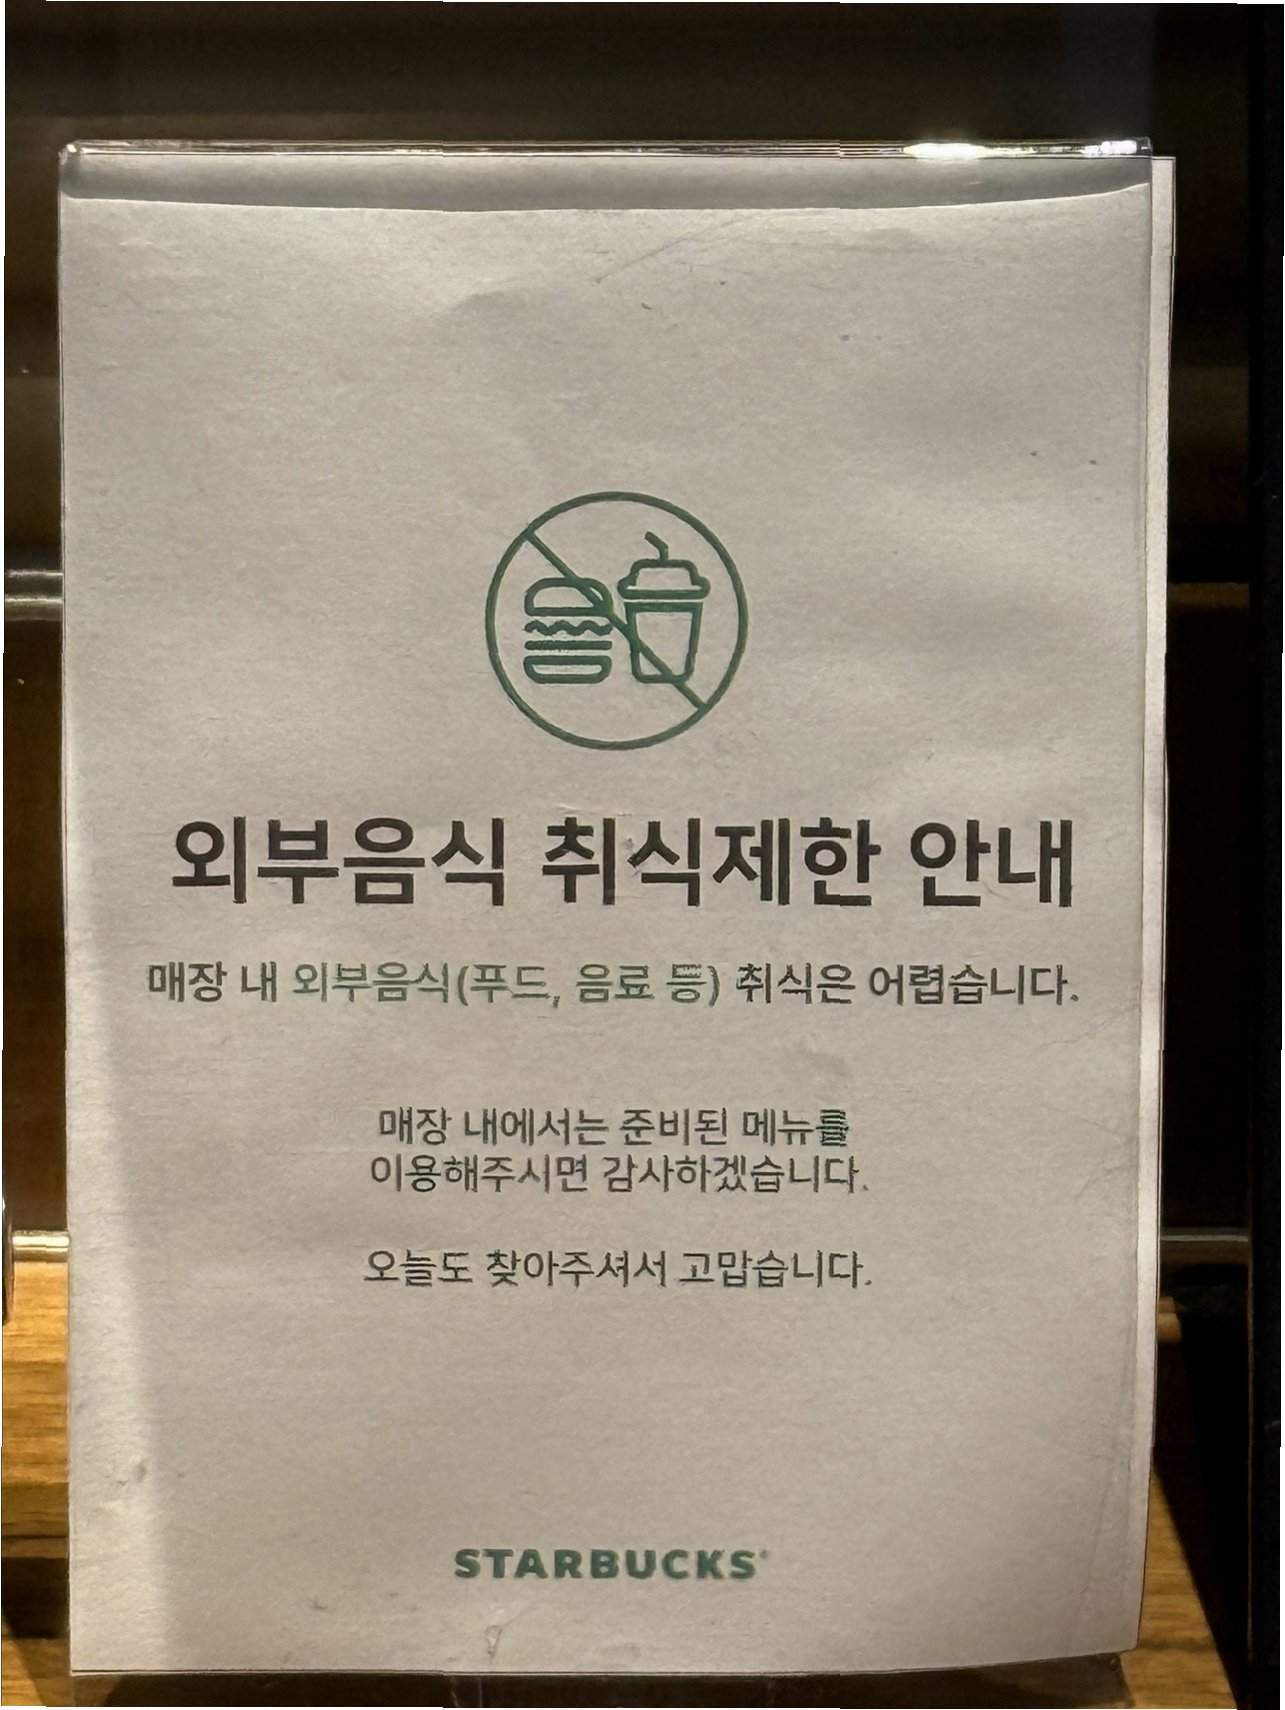 외부음식 취식제한 안내
매장 내 외부음식(푸드, 음료 등) 취식은 어렵습니다.
매장 내에서는 준비된 메뉴를
이용해주시면 감사하겠습니다.
오늘도 찾아주셔서 고맙습니다.
STARBUCKS